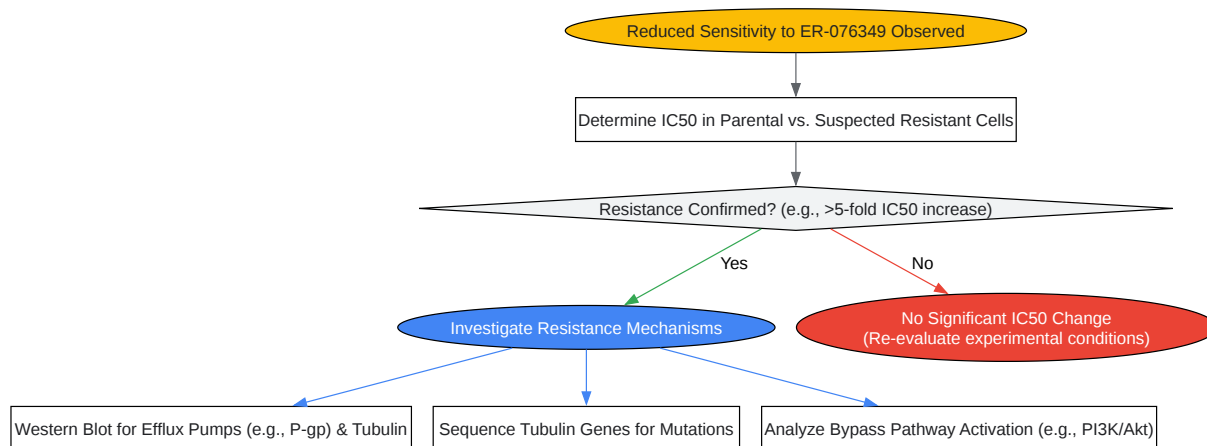 Reduced Sensitivity to ER-076349 Observed
Determine IC50 in Parental vs. Suspected Resistant Cells
Resistance Confirmed? (e.g., >5-fold IC50 increase)
Yes
No
Investigate Resistance Mechanisms
No Significant IC50 Change
(Re-evaluate experimental conditions)
Western Blot for Efflux Pumps (e.g., P-gp) & Tubulin
Sequence Tubulin Genes for Mutations
Analyze Bypass Pathway Activation (e.g., PI3K/Akt)